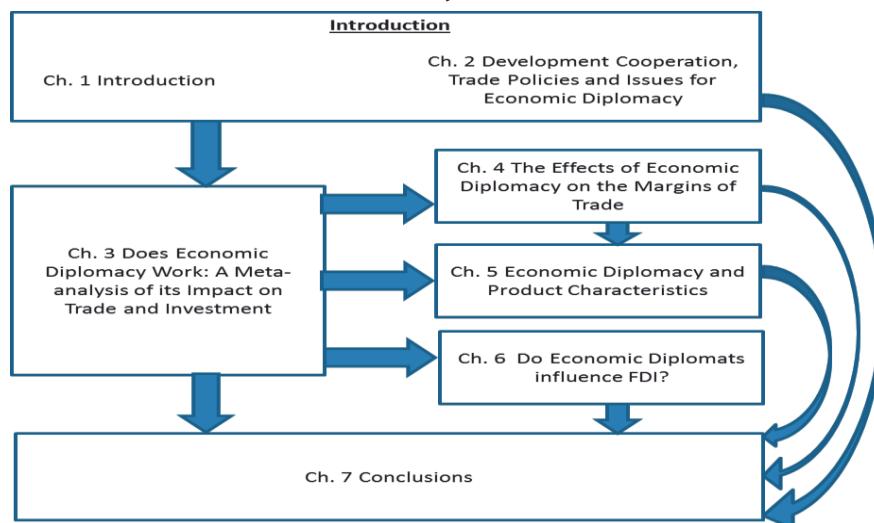 Introduction
Ch. 1 Introduction
Ch. 2 Development Cooperation,
Trade Policies and Issues for
Economic Diplomacy
Ch. 3 Does Economic
Diplomacy Work: A Meta-
analysis of its Impact on
Trade and Investment
Ch. 4 The Effects of Economic
Diplomacy on the Margins of
Trade
Ch. 5 Economic Diplomacy and
Product Characteristics
Ch. 6 Do Economic Diplomats
influence FDI?
Ch. 7 Conclusions